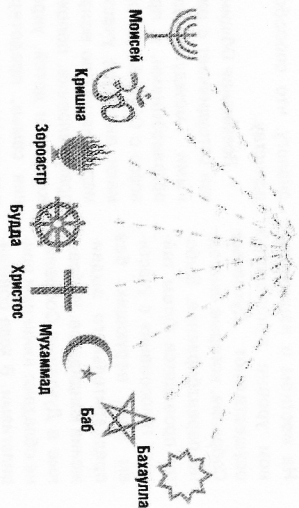 Моисей
Кришна
Зороастр
Будда
Христос
Мухаммад
Баб
Бахаулла